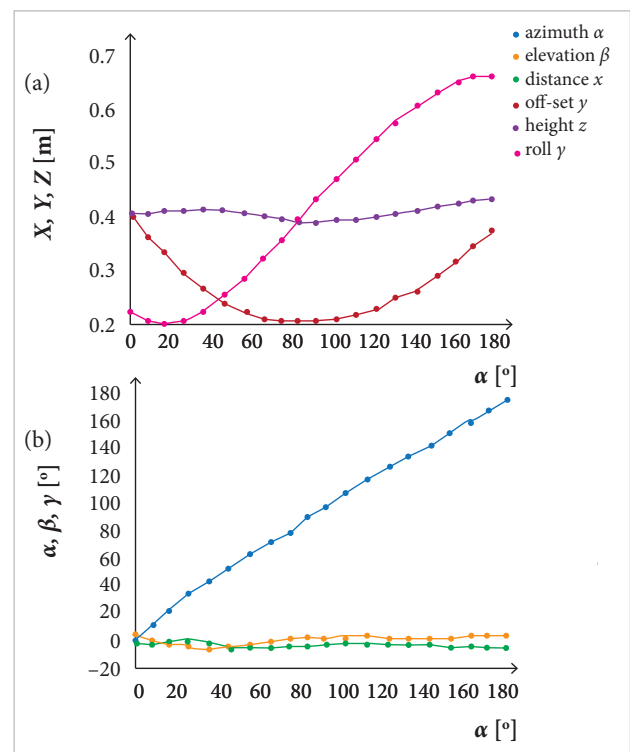 (a)
X, Y, Z [m]
0.7
0.6
0.5
0.4
0.3
0.2
0 20 40 60 80 100 120 140 160 180
α [º]
azimuth α
elevation β
distance x
off-set y
height z
roll γ
(b)
α, β, γ [º]
180
160
140
120
100
80
60
40
20
0
–20
0 20 40 60 80 100 120 140 160 180
α [º]